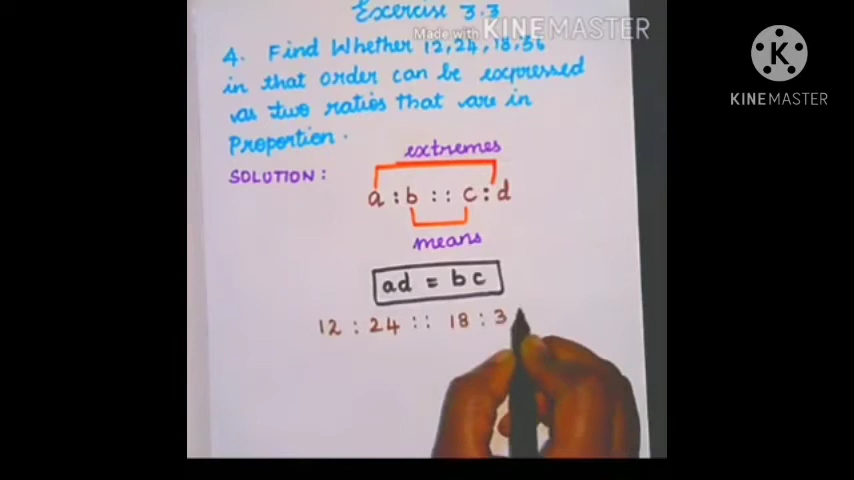 Exercise 3.3
Made with KINEMASTER
4. Find Whether 12,24,18,36
in that order can be expressed
as two ratios that are in
Proportion.
SOLUTION:
extremes
a : b : : c : d
means
ad = bc
12 : 24 : : 18 : 3
K
KINEMASTER